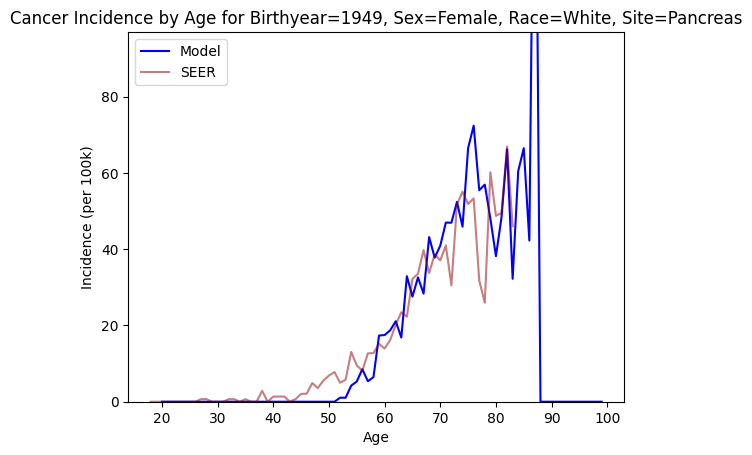 Cancer Incidence by Age for Birthyear=1949, Sex=Female, Race=White, Site=Pancreas
Model
SEER
80
60
40
20
0
Incidence (per 100k)
20 30 40 50 60 70 80 90 100
Age